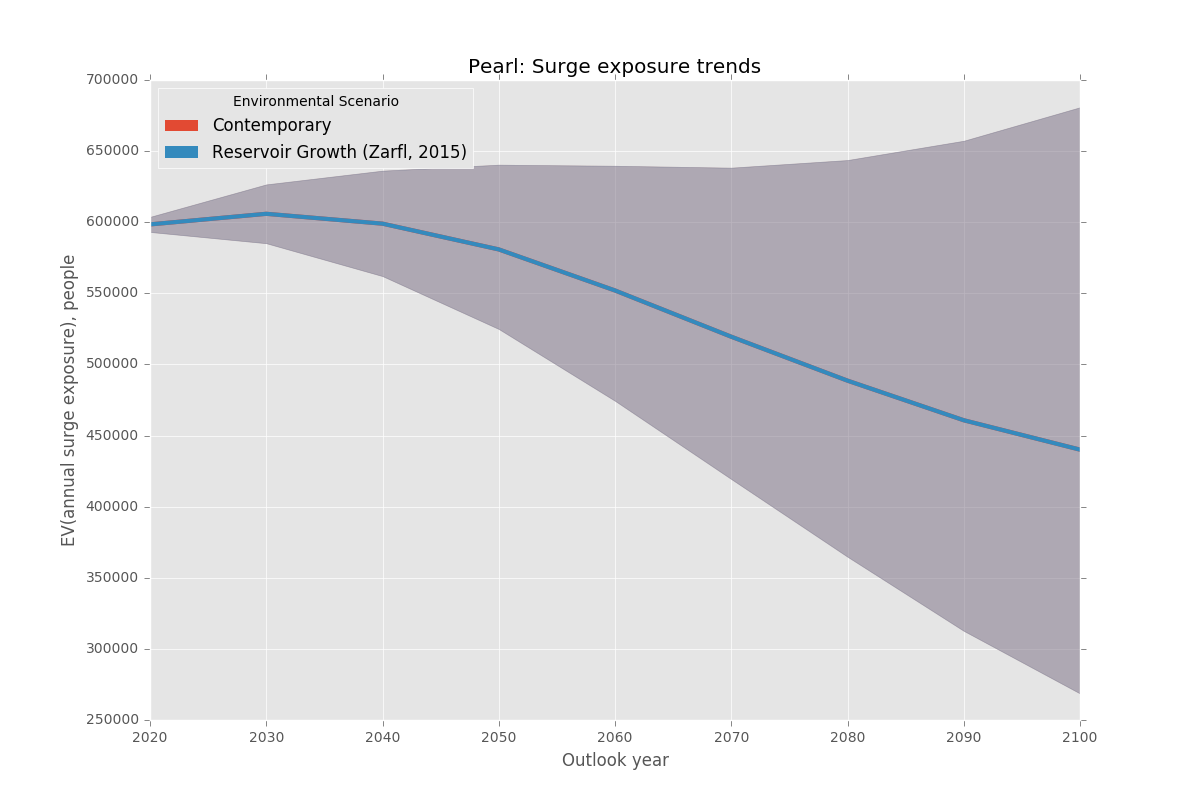 Pearl: Surge exposure trends
Environmental Scenario
Contemporary
Reservoir Growth (Zarfl, 2015)
EV(annual surge exposure), people
700000
650000
600000
550000
500000
450000
400000
350000
300000
250000
2020 2030 2040 2050 2060 2070 2080 2090 2100
Outlook year